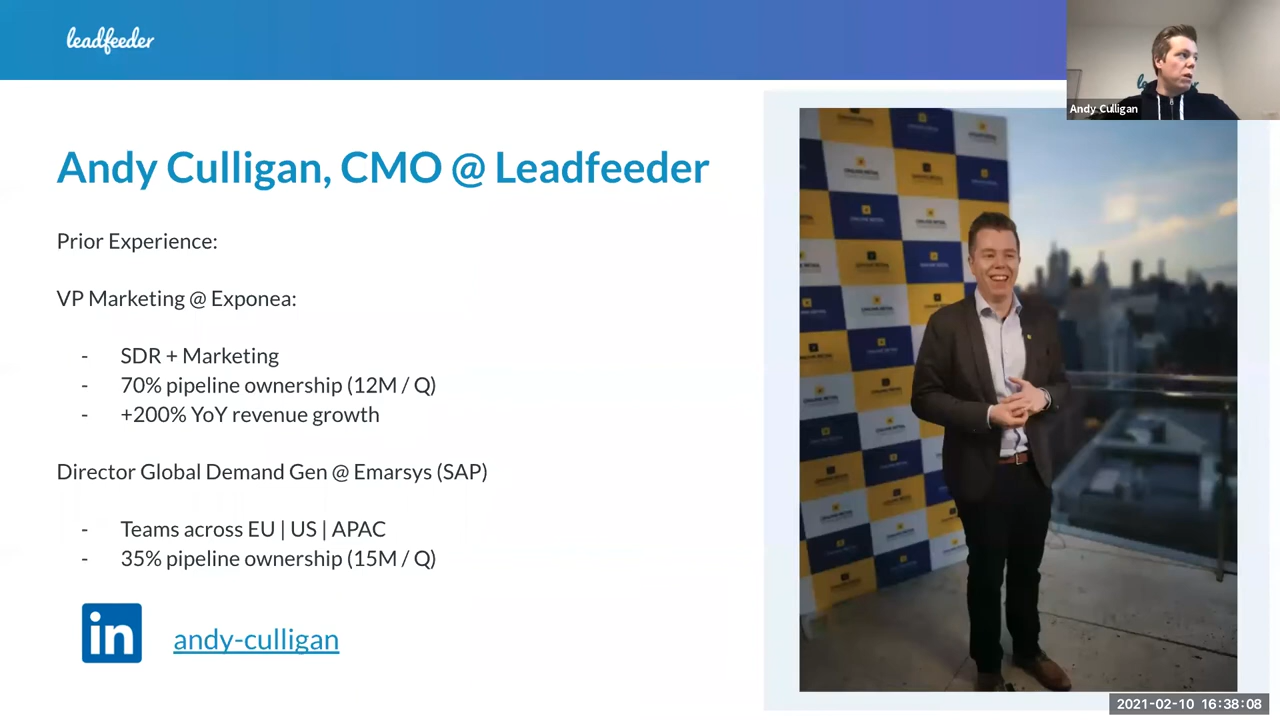 leadfeeder
Andy Culligan
Andy Culligan, CMO @ Leadfeeder
Prior Experience:
VP Marketing @ Exponea:
- SDR + Marketing
- 70% pipeline ownership (12M / Q)
- +200% YoY revenue growth
Director Global Demand Gen @ Emarsys (SAP)
- Teams across EU | US | APAC
- 35% pipeline ownership (15M / Q)
in
andy-culligan
2021-02-10 16:38:08